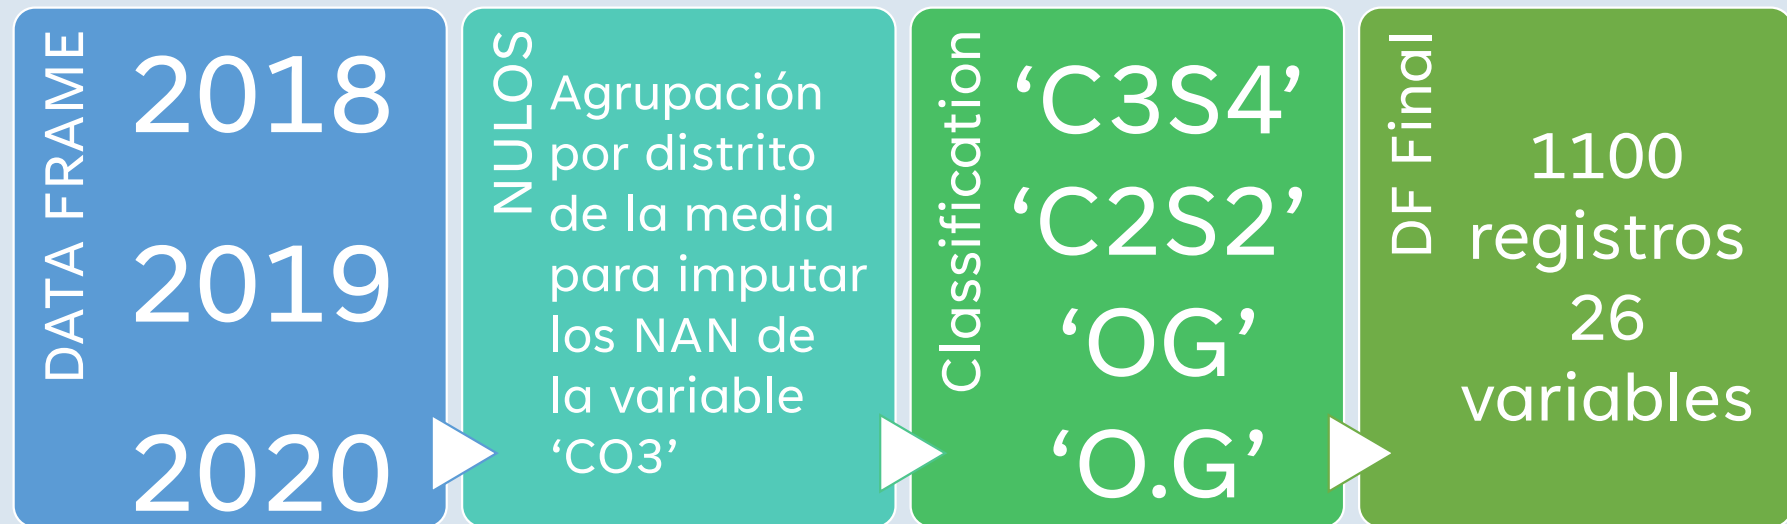 DATA FRAME
2018
2019
2020
NULOS
Agrupación
por distrito
de la media
para imputar
los NAN de
la variable
‘CO3’
Classification
‘C3S4’
‘C2S2’
‘OG’
‘O.G’
DF Final
1100
registros
26
variables